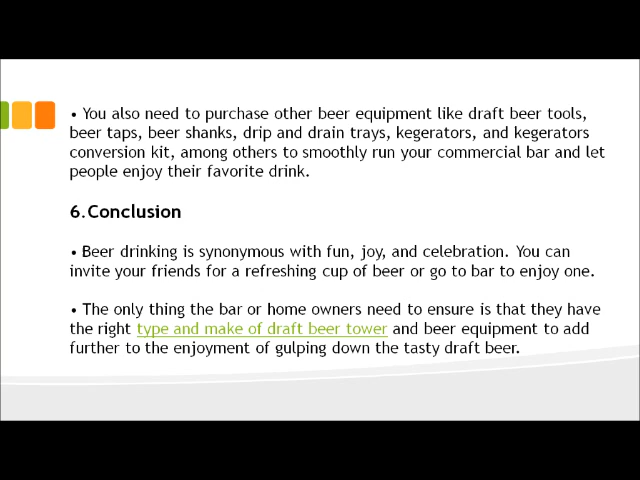 • You also need to purchase other beer equipment like draft beer tools,
beer taps, beer shanks, drip and drain trays, kegerators, and kegerators
conversion kit, among others to smoothly run your commercial bar and let
people enjoy their favorite drink.
6.Conclusion
• Beer drinking is synonymous with fun, joy, and celebration. You can
invite your friends for a refreshing cup of beer or go to bar to enjoy one.
• The only thing the bar or home owners need to ensure is that they have
the right type and make of draft beer tower and beer equipment to add
further to the enjoyment of gulping down the tasty draft beer.